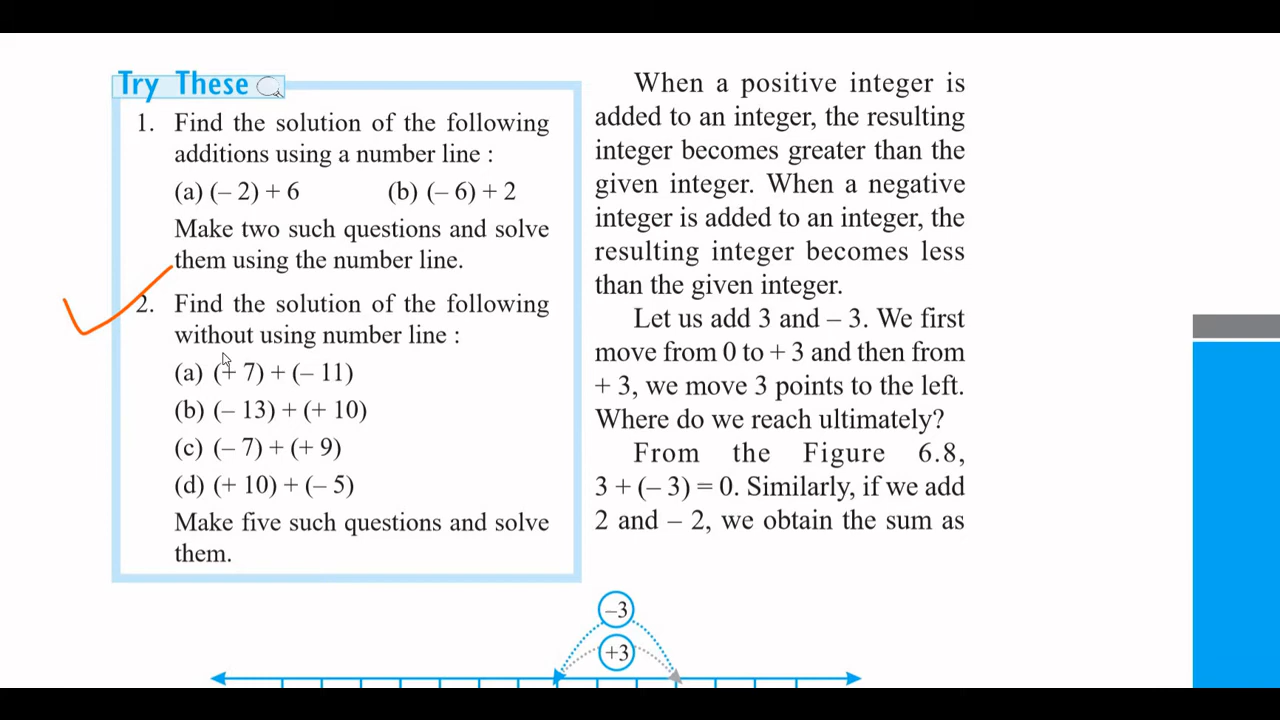 Try These
1. Find the solution of the following
additions using a number line :
(a) (– 2) + 6 (b) (– 6) + 2
Make two such questions and solve
them using the number line.
2. Find the solution of the following
without using number line :
(a) (+ 7) + (– 11)
(b) (– 13) + (+ 10)
(c) (– 7) + (+ 9)
(d) (+ 10) + (– 5)
Make five such questions and solve
them.
When a positive integer is
added to an integer, the resulting
integer becomes greater than the
given integer. When a negative
integer is added to an integer, the
resulting integer becomes less
than the given integer.
Let us add 3 and – 3. We first
move from 0 to + 3 and then from
+ 3, we move 3 points to the left.
Where do we reach ultimately?
From the Figure 6.8,
3 + (– 3) = 0. Similarly, if we add
2 and – 2, we obtain the sum as
–3
+3